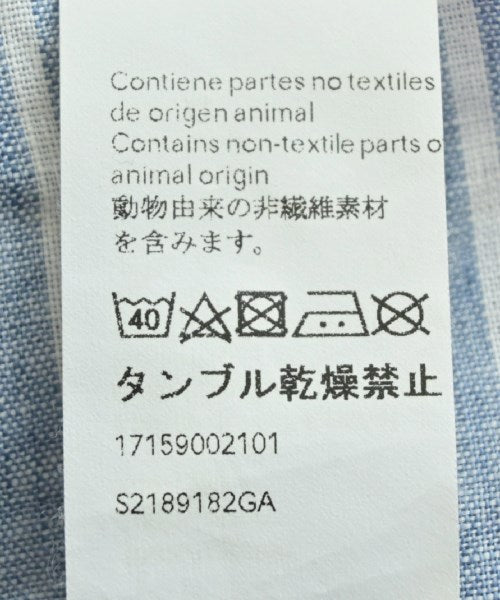 Contiene partes no textiles
de origen animal
Contains non-textile parts o
animal origin
動物由来の非繊維素材
を含みます。
40
タンブル乾燥禁止
17159002101
S2189182GA